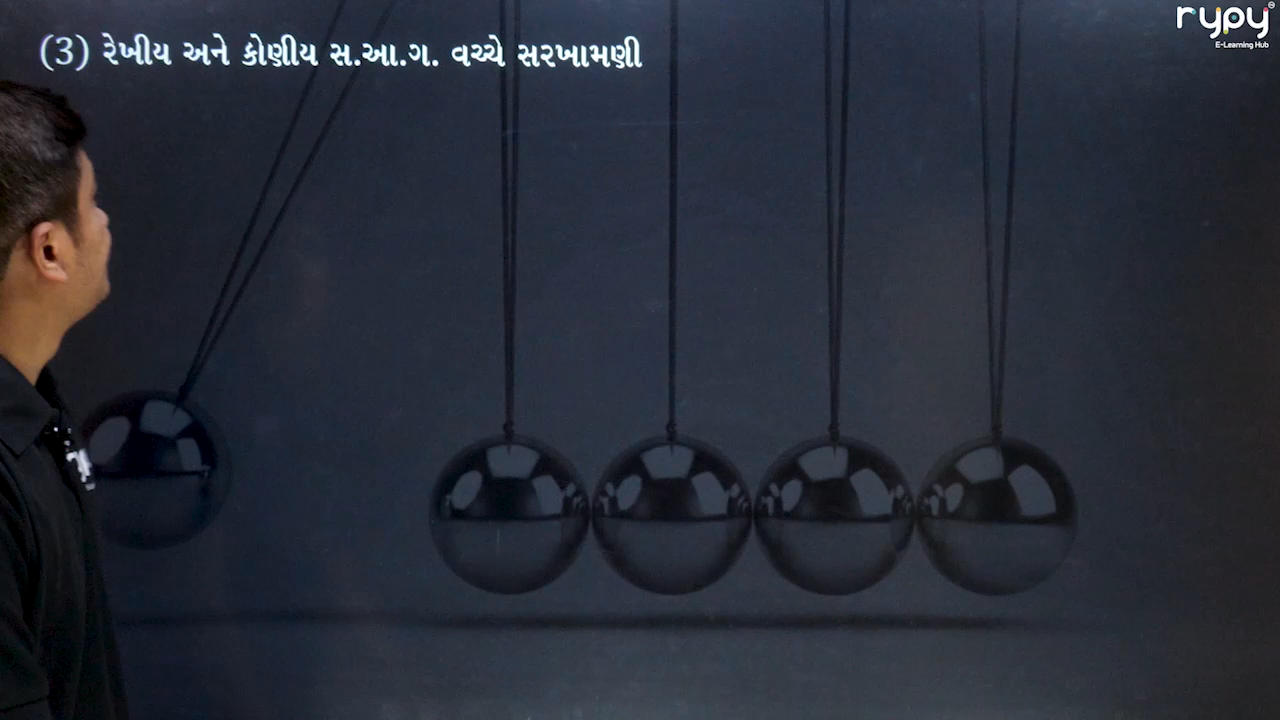 (3) રેખીય અને કોણીય સ.આ.ગ. વચ્ચે સરખામણી
rypy
E-Learning Hub